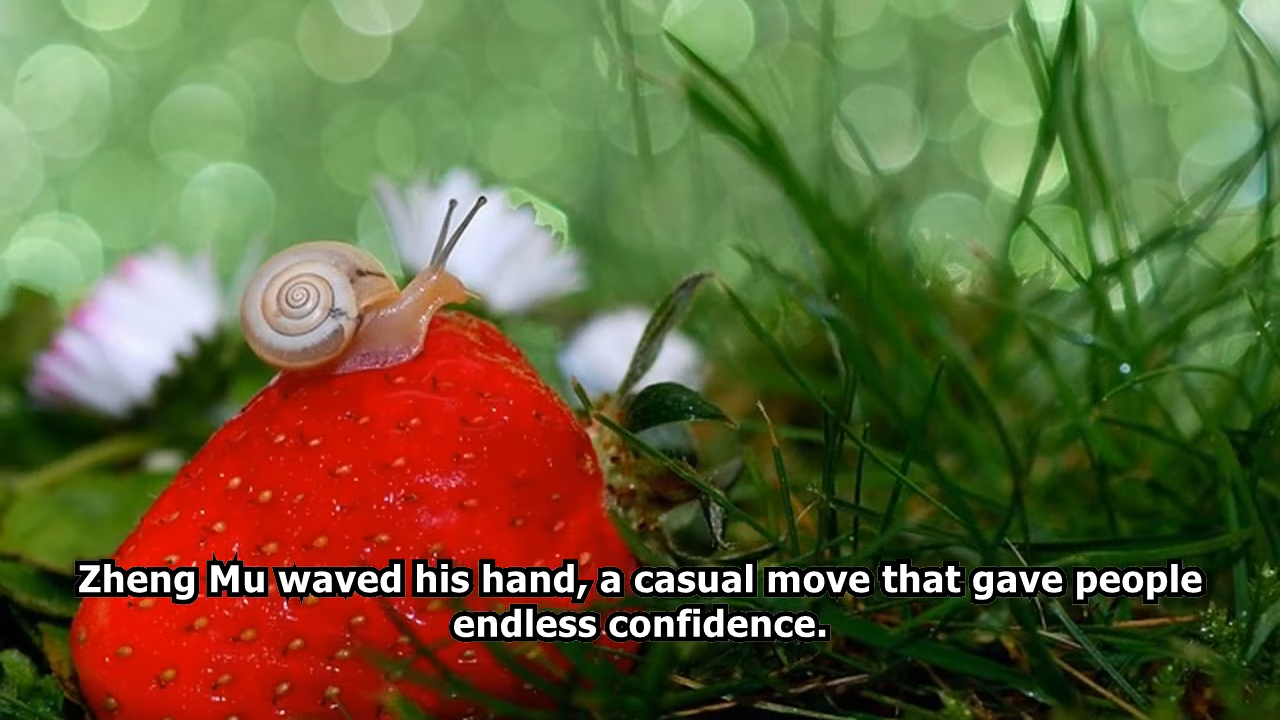 Zheng Mu waved his hand, a casual move that gave people
endless confidence.